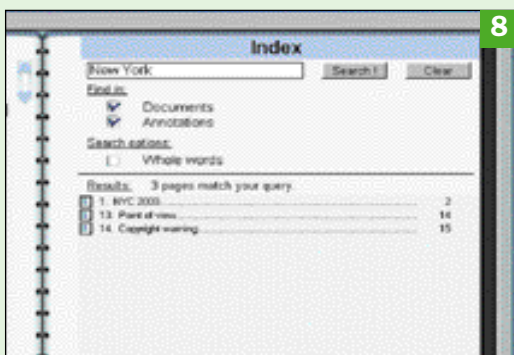 8
Index
New York Search ! Clear
Find in:
Documents
Annotations
Search options:
Whole words
Results: 3 pages match your query.
1. NYC 2003 2
13. Point of view 14
14. Copyright warning 15